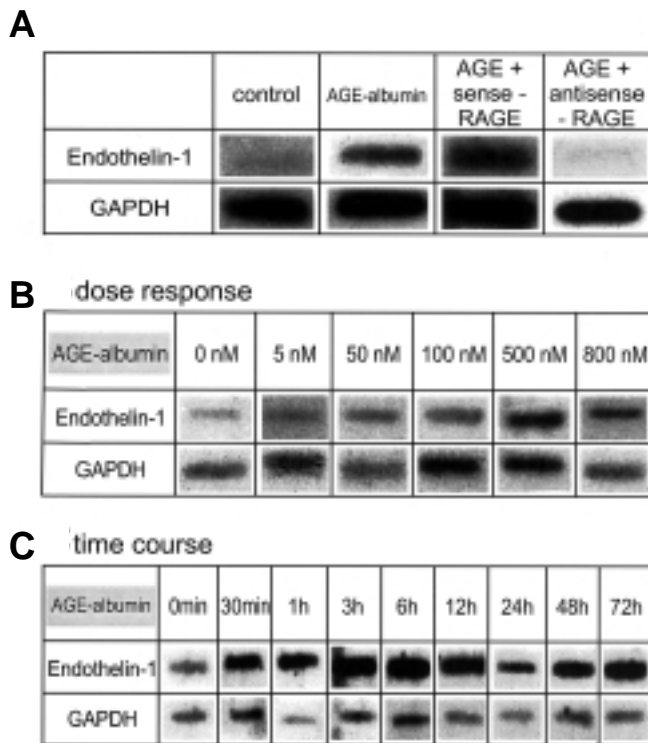 A
control AGE-albumin AGE + sense - RAGE AGE + antisense - RAGE
Endothelin-1
GAPDH
B dose response
AGE-albumin 0 nM 5 nM 50 nM 100 nM 500 nM 800 nM
Endothelin-1
GAPDH
C time course
AGE-albumin 0min 30min 1h 3h 6h 12h 24h 48h 72h
Endothelin-1
GAPDH